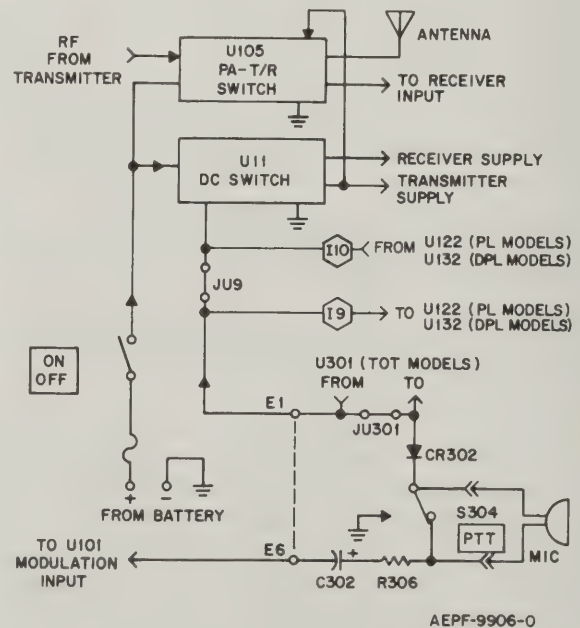 RF
FROM
TRANSMITTER
U105
PA-T/R
SWITCH
ANTENNA
TO RECEIVER
INPUT
U11
DC SWITCH
RECEIVER SUPPLY
TRANSMITTER
SUPPLY
I10
FROM U122 (PL MODELS)
U132 (DPL MODELS)
JU9
I9
TO U122 (PL MODELS)
U132 (DPL MODELS)
ON
OFF
U301 (TOT MODELS)
FROM TO
E1
JU301
CR302
+ -
FROM BATTERY
S304
PTT
MIC
TO U101
MODULATION
INPUT
E6
+
C302
R306
AEPF-9906-O